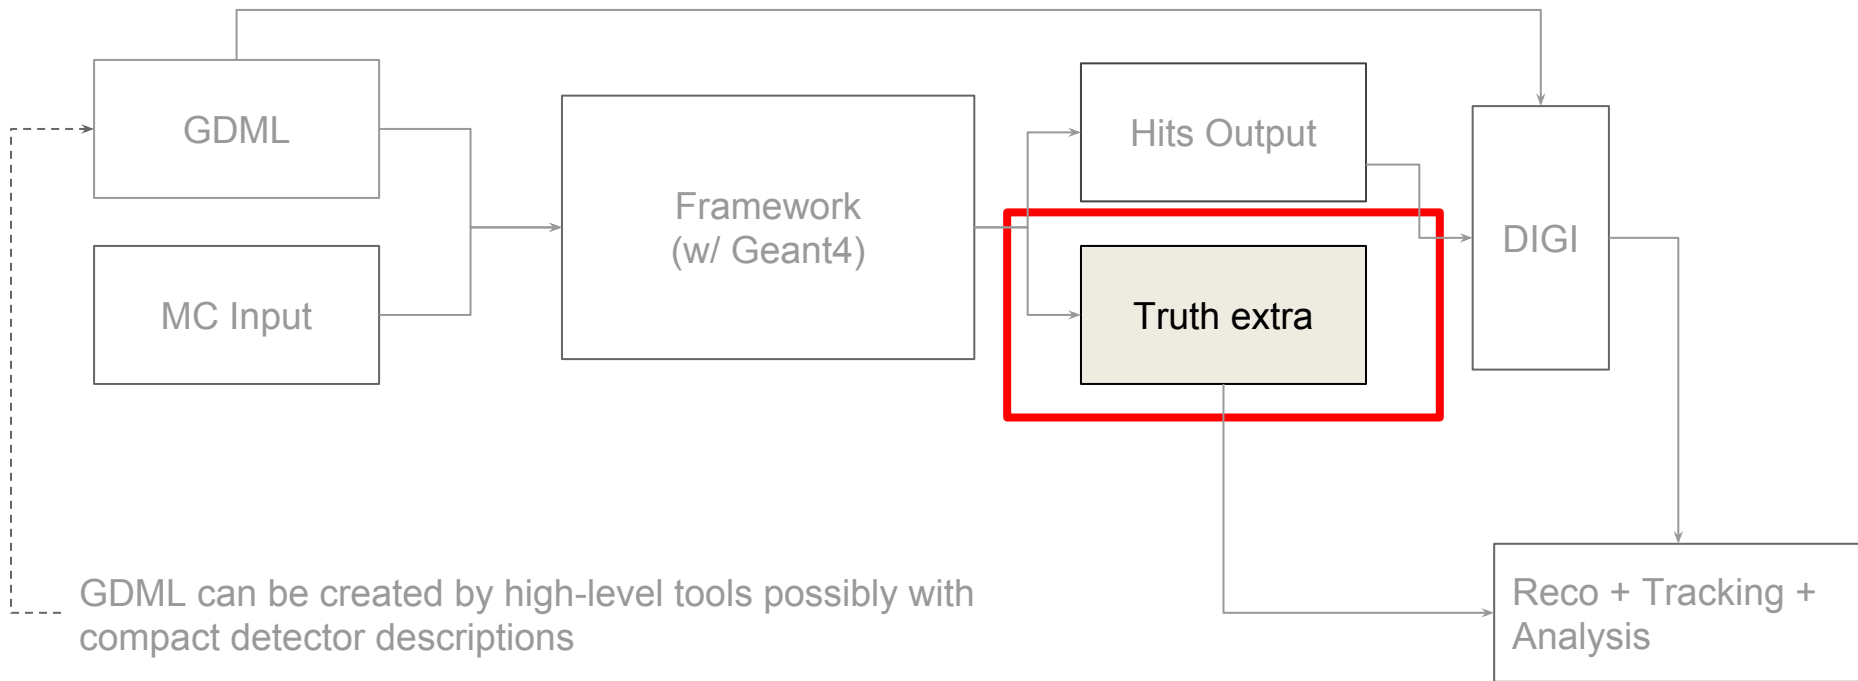 GDML
Hits Output
Framework
(w/ Geant4)
DIGI
MC Input
Truth extra
GDML can be created by high-level tools possibly with
compact detector descriptions
Reco + Tracking +
Analysis